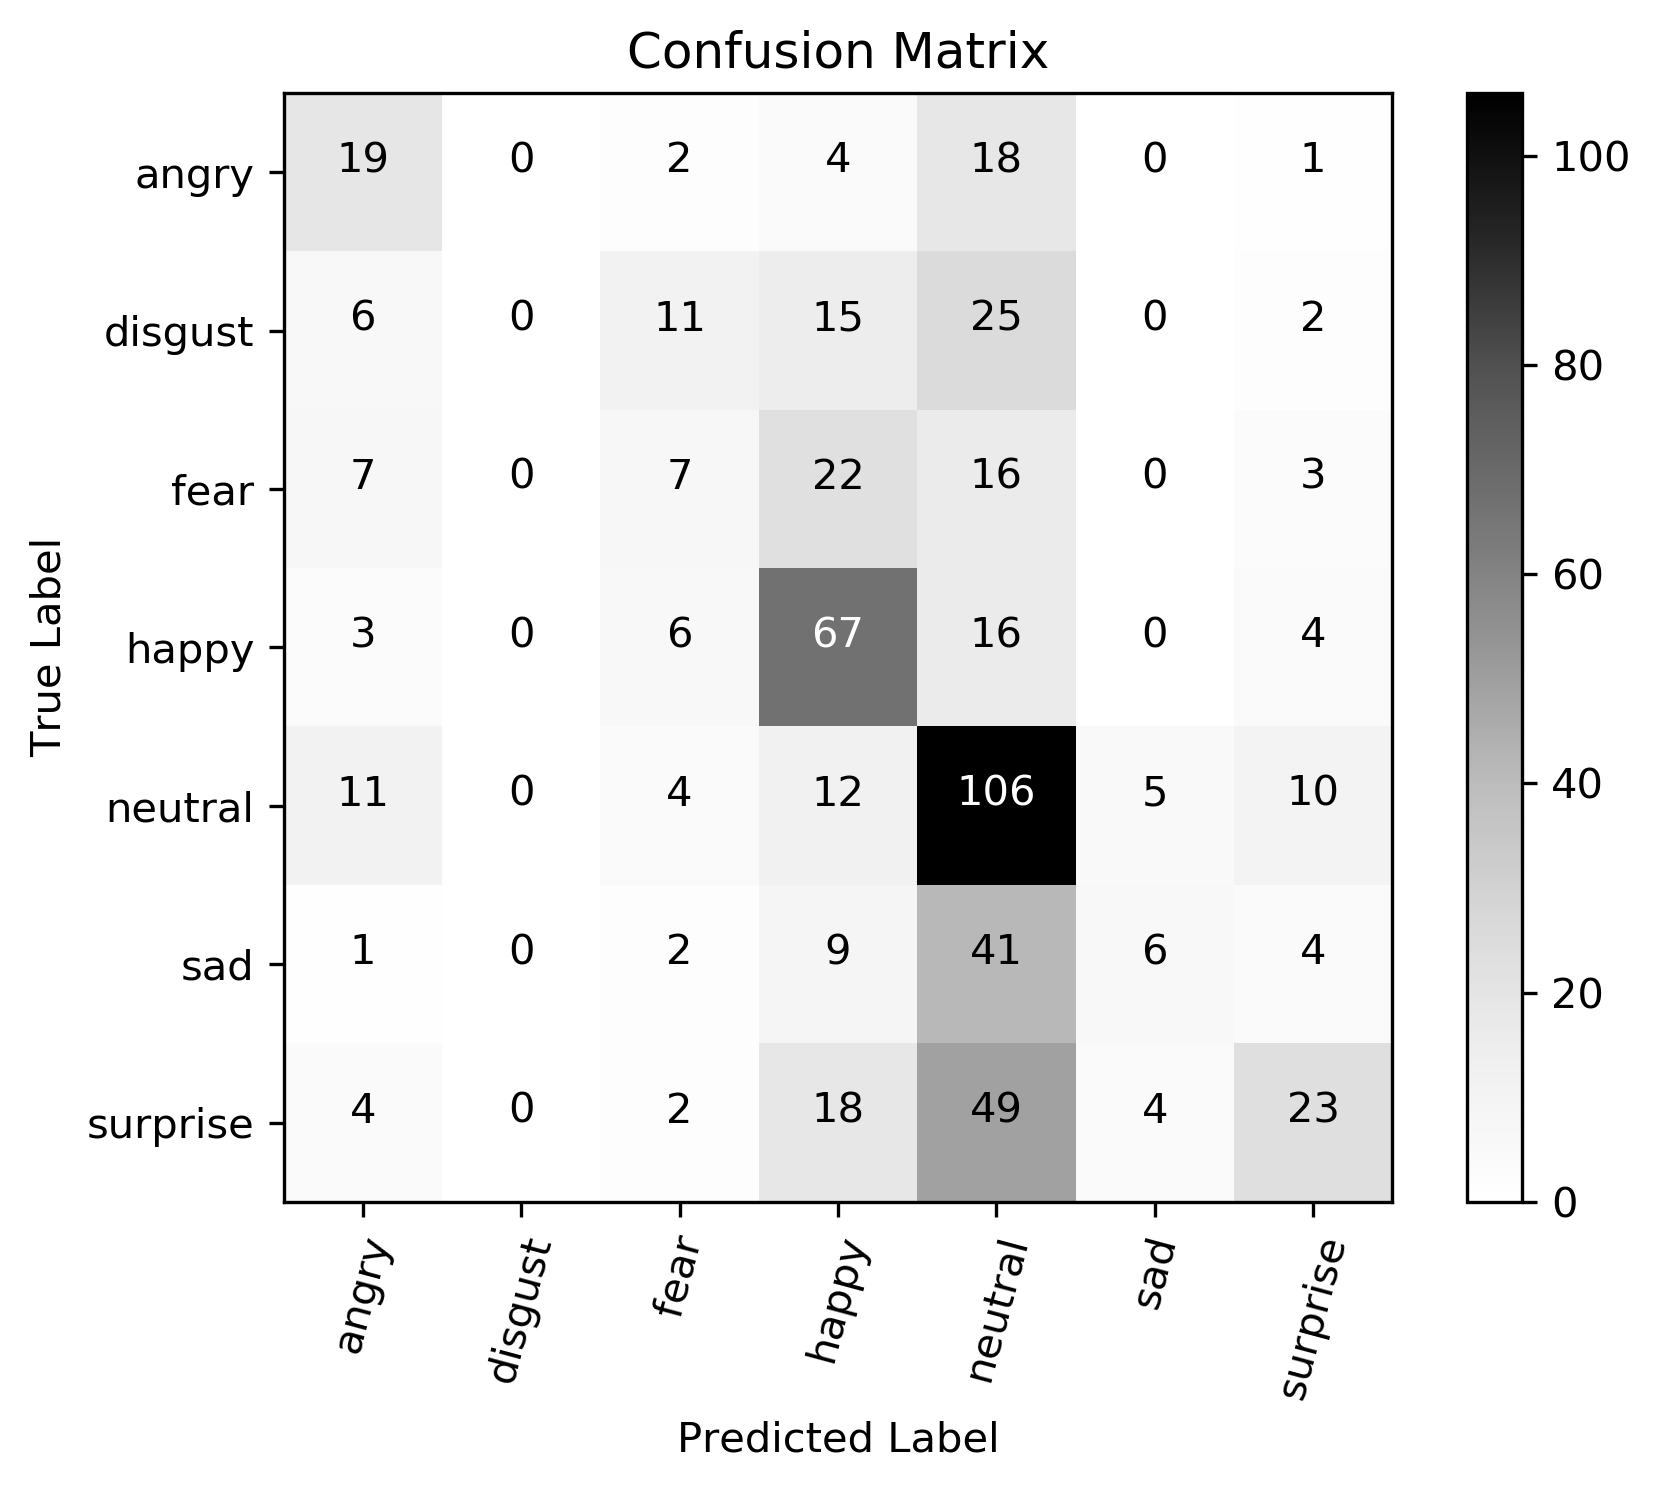 Confusion Matrix
angry 19 0 2 4 18 0 1
disgust 6 0 11 15 25 0 2
fear 7 0 7 22 16 0 3
happy 3 0 6 67 16 0 4
neutral 11 0 4 12 106 5 10
sad 1 0 2 9 41 6 4
surprise 4 0 2 18 49 4 23
angry disgust fear happy neutral sad surprise
True Label
Predicted Label
100
80
60
40
20
0